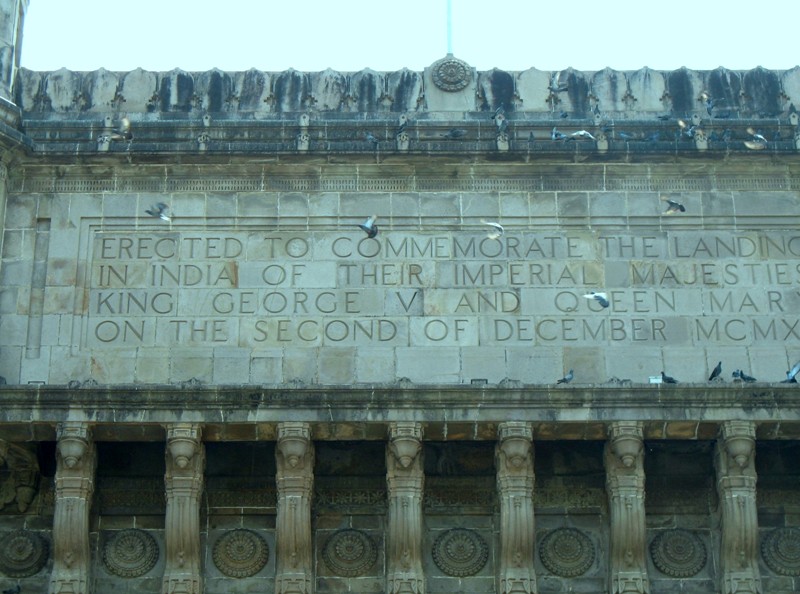 ERECTED TO COMMEMORATE THE LANDING
IN INDIA OF THEIR IMPERIAL MAJESTIES
KING GEORGE V AND QUEEN MARY
ON THE SECOND OF DECEMBER MCMX